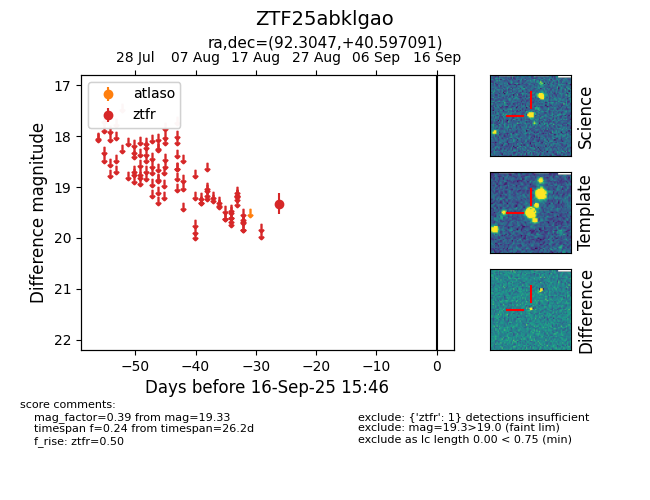 ZTF25abklgao
ra,dec=(92.3047,+40.597091)
28 Jul 07 Aug 17 Aug 27 Aug 06 Sep 16 Sep
atlaso
ztfr
17
18
19
20
21
22
Difference magnitude
−50 −40 −30 −20 −10 0
Days before 16-Sep-25 15:46
Science
Template
Difference
score comments:
mag_factor=0.39 from mag=19.33
timespan f=0.24 from timespan=26.2d
f_rise: ztfr=0.50
exclude: {'ztfr': 1} detections insufficient
exclude: mag=19.3>19.0 (faint lim)
exclude as lc length 0.00 < 0.75 (min)